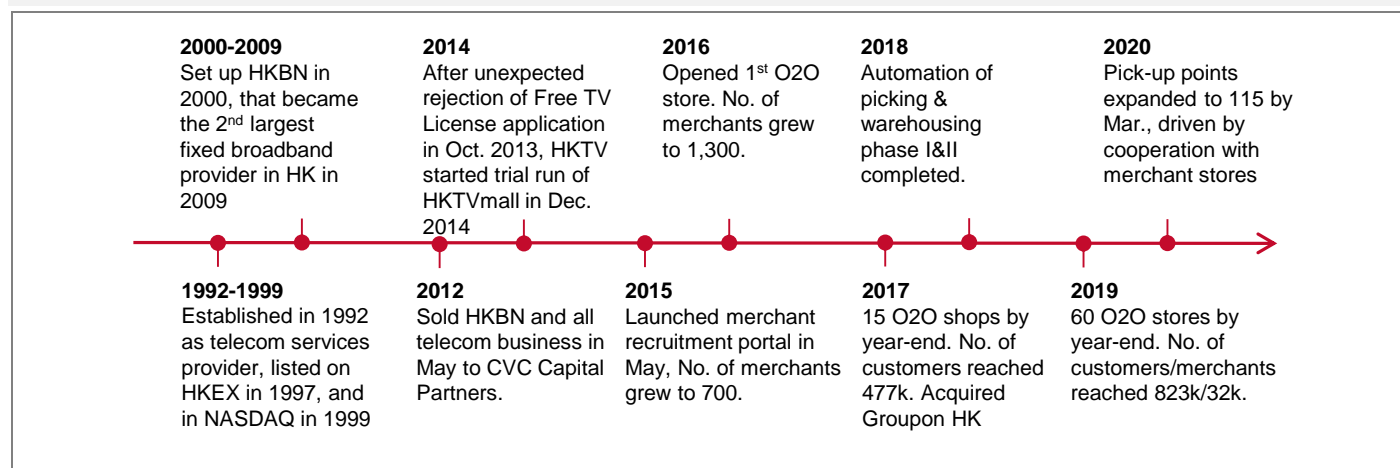 2000-2009
Set up HKBN in
2000, that became
the 2nd largest
fixed broadband
provider in HK in
2009
2014
After unexpected
rejection of Free TV
License application
in Oct. 2013, HKTV
started trial run of
HKTVmall in Dec.
2014
2016
Opened 1st O2O
store. No. of
merchants grew
to 1,300.
2018
Automation of
picking &
warehousing
phase I&II
completed.
2020
Pick-up points
expanded to 115 by
Mar., driven by
cooperation with
merchant stores
1992-1999
Established in 1992
as telecom services
provider, listed on
HKEX in 1997, and
in NASDAQ in 1999
2012
Sold HKBN and all
telecom business in
May to CVC Capital
Partners.
2015
Launched merchant
recruitment portal in
May, No. of merchants
grew to 700.
2017
15 O2O shops by
year-end. No. of
customers reached
477k. Acquired
Groupon HK
2019
60 O2O stores by
year-end. No. of
customers/merchants
reached 823k/32k.